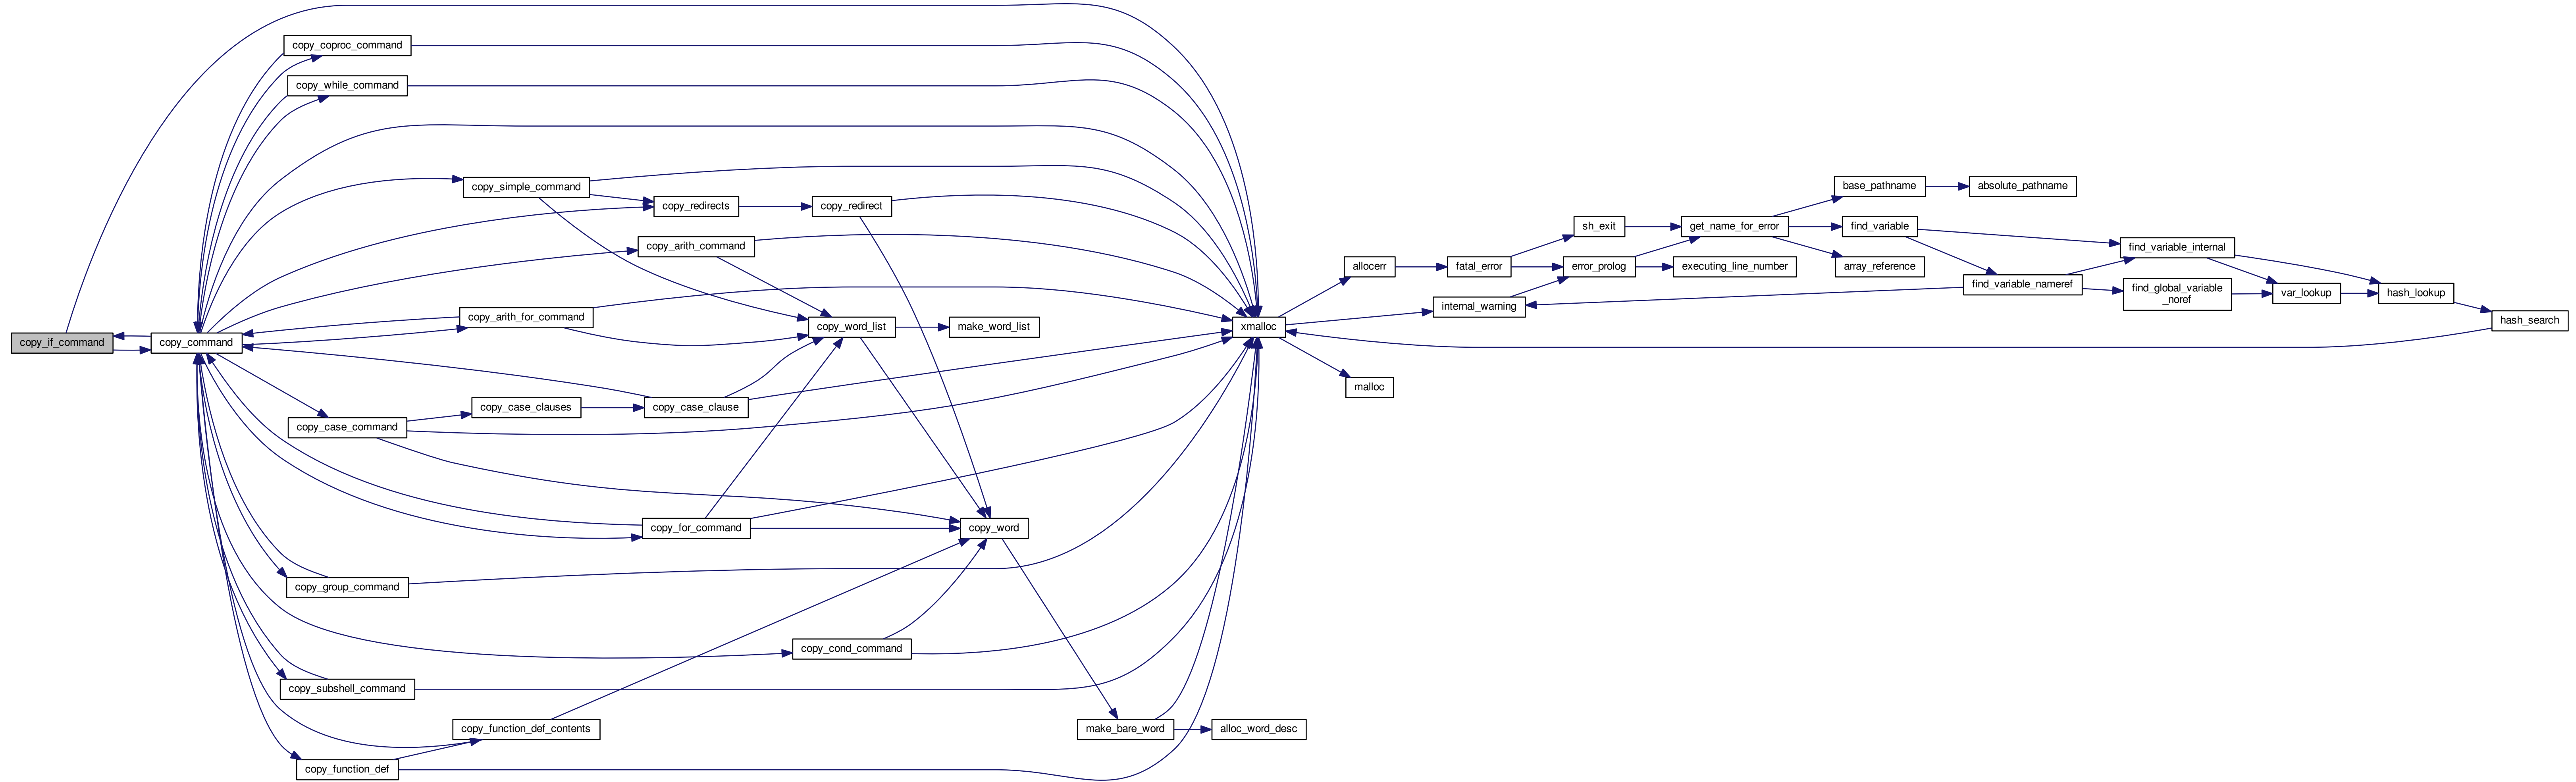 copy_coproc_command
copy_while_command
copy_simple_command
copy_redirects
copy_redirect
copy_arith_command
copy_arith_for_command
copy_if_command
copy_command
copy_word_list
make_word_list
copy_case_clauses
copy_case_clause
copy_case_command
copy_for_command
copy_word
copy_group_command
copy_cond_command
copy_subshell_command
copy_function_def_contents
make_bare_word
alloc_word_desc
copy_function_def
xmalloc
malloc
allocerr
fatal_error
internal_warning
sh_exit
error_prolog
get_name_for_error
executing_line_number
base_pathname
absolute_pathname
find_variable
array_reference
find_variable_nameref
find_variable_internal
find_global_variable
_noref
var_lookup
hash_lookup
hash_search